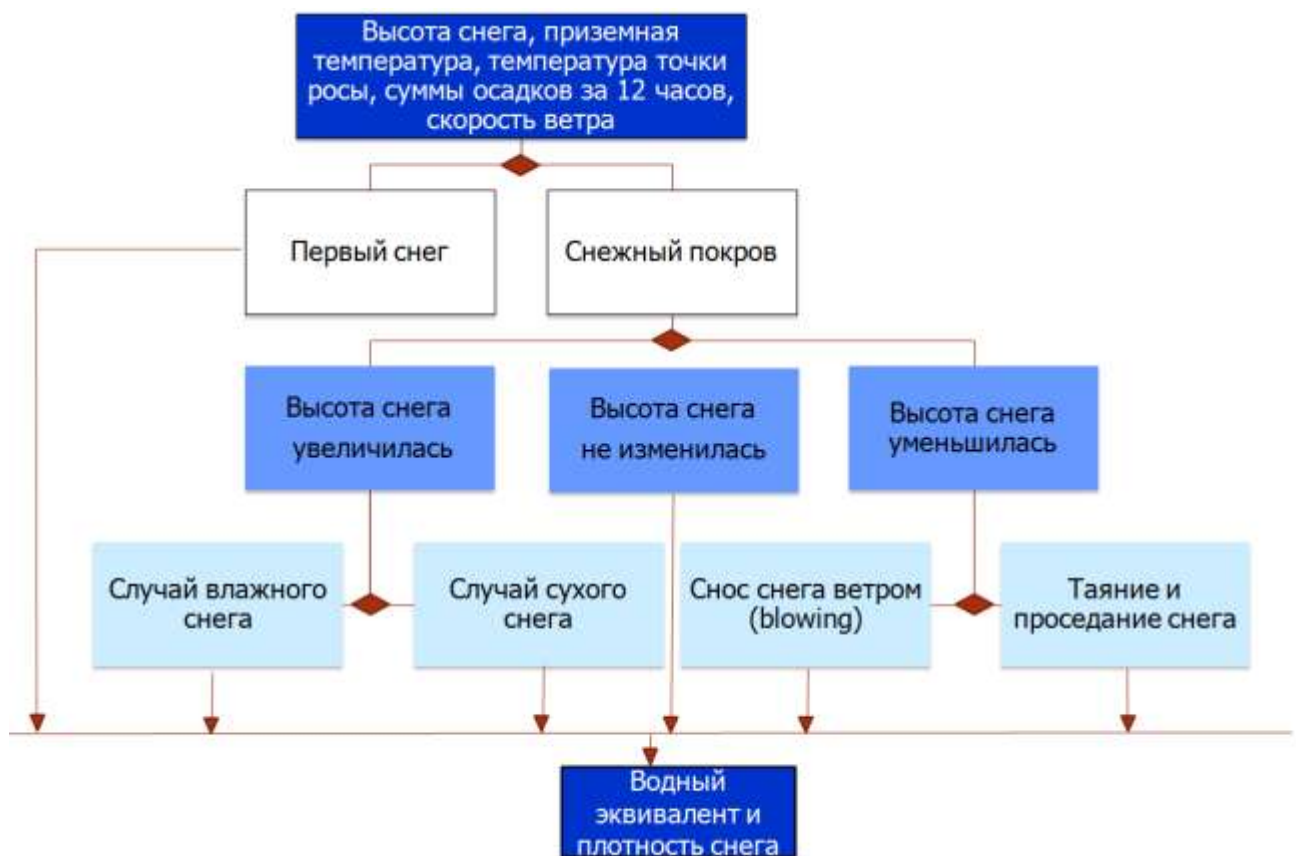 Высота снега, приземная
температура, температура точки
росы, суммы осадков за 12 часов,
скорость ветра
Первый снег
Снежный покров
Высота снега
увеличилась
Высота снега
не изменилась
Высота снега
уменьшилась
Случай влажного
снега
Случай сухого
снега
Снос снега ветром
(blowing)
Таяние и
проседание снега
Водный
эквивалент и
плотность снега